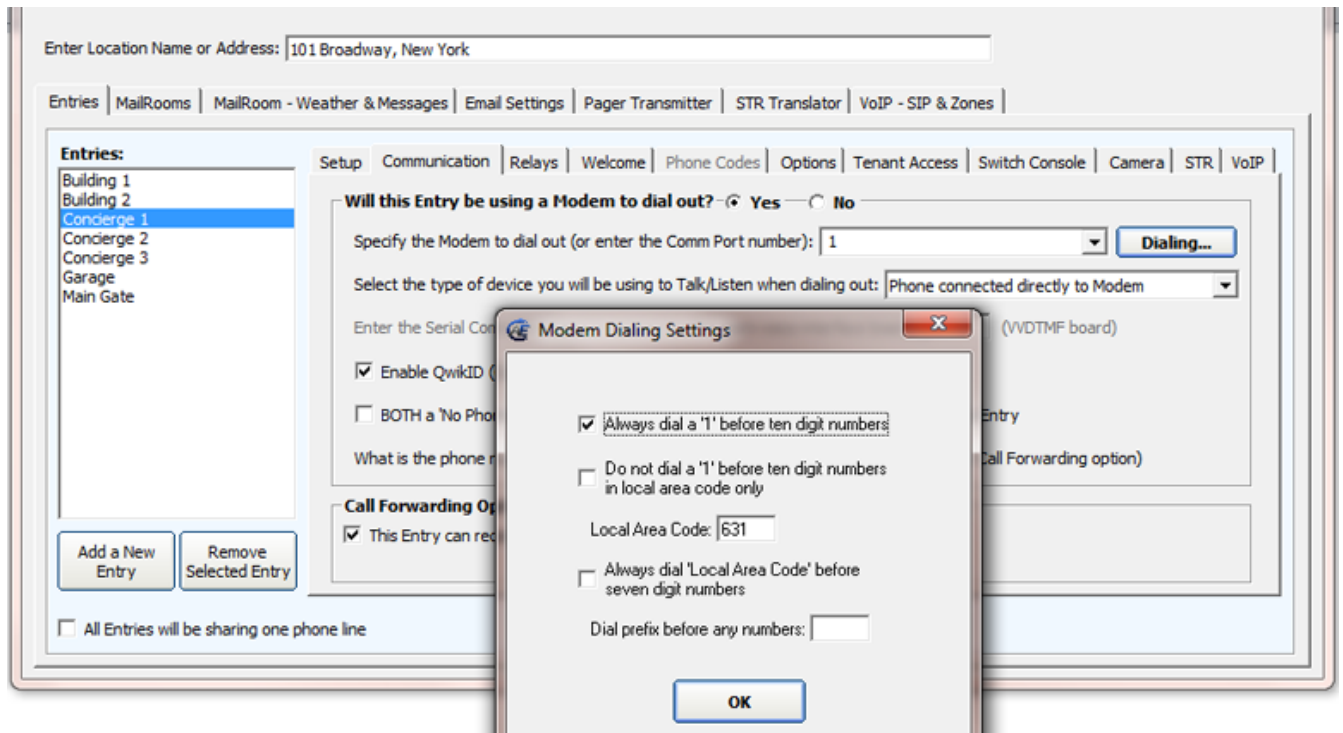 Enter Location Name or Address: 101 Broadway, New York
Entries MailRooms MailRoom - Weather & Messages Email Settings Pager Transmitter STR Translator VoIP - SIP & Zones
Entries:
Building 1
Building 2
Concierge 1
Concierge 2
Concierge 3
Garage
Main Gate
Add a New Entry
Remove Selected Entry
All Entries will be sharing one phone line
Setup Communication Relays Welcome Phone Codes Options Tenant Access Switch Console Camera STR VoIP
Will this Entry be using a Modem to dial out? Yes No
Specify the Modem to dial out (or enter the Comm Port number): 1 Dialing...
Select the type of device you will be using to Talk/Listen when dialing out: Phone connected directly to Modem
Enter the Serial Con (VVDTMF board)
Enable QwikID (
BOTH a 'No Pho Entry
What is the phone Call Forwarding option)
Call Forwarding Op
This Entry can rec
Modem Dialing Settings
Always dial a '1' before ten digit numbers
Do not dial a '1' before ten digit numbers
in local area code only
Local Area Code: 631
Always dial 'Local Area Code' before
seven digit numbers
Dial prefix before any numbers:
OK